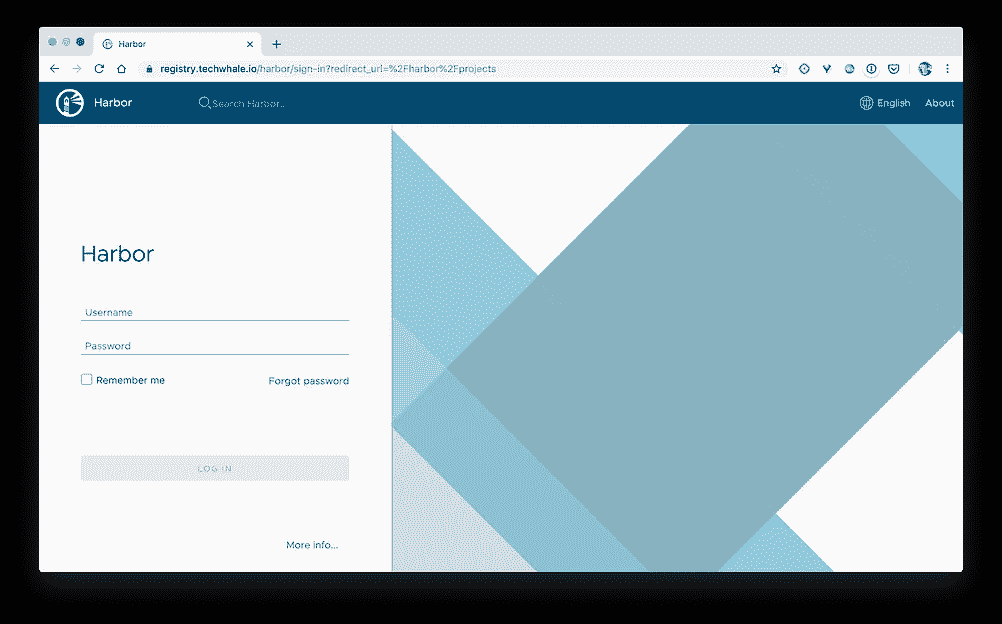 Harbor
registry.techwhale.io/harbor/sign-in?redirect_url=%2Fharbor%2Fprojects
Harbor Search Harbor... English About
Harbor
Username
Password
Remember me Forgot password
LOG IN
More info...